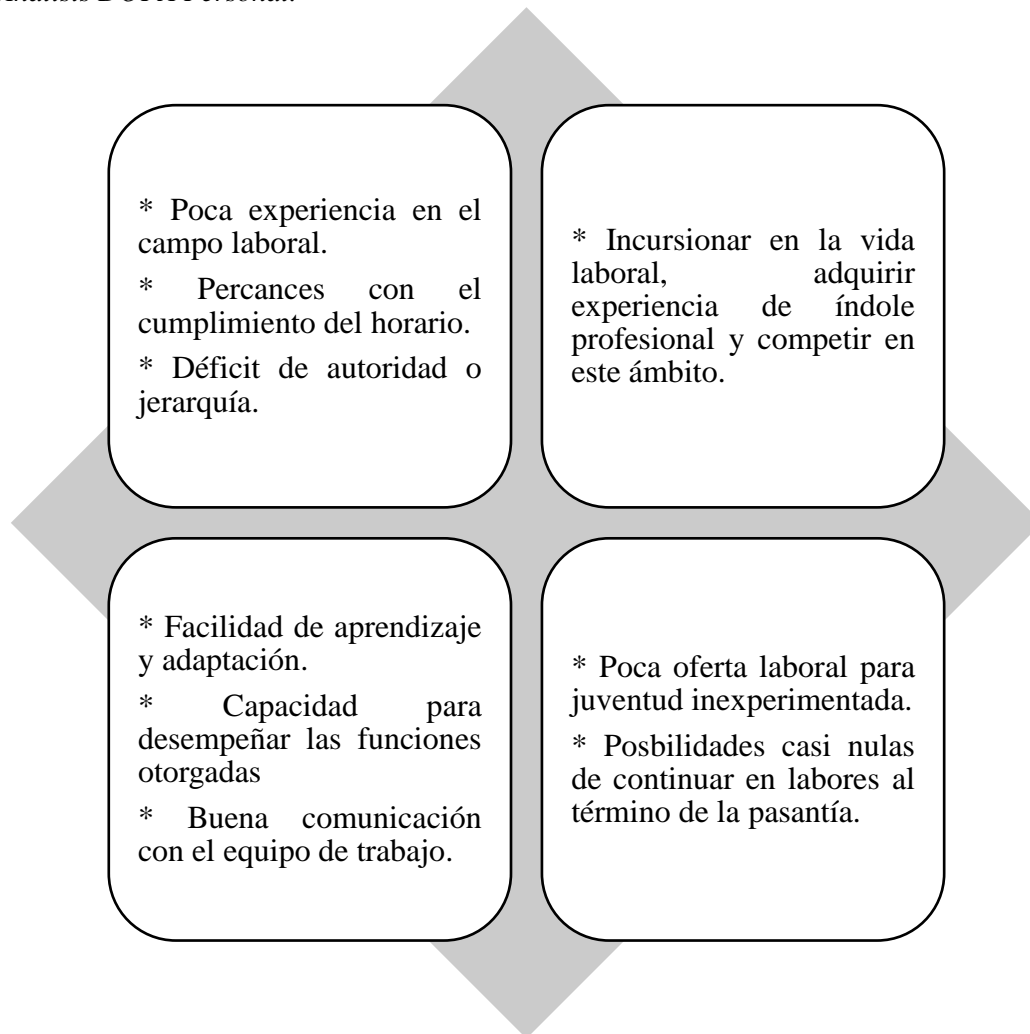 * Poca experiencia en el
campo laboral.
* Percances con el
cumplimiento del horario.
* Déficit de autoridad o
jerarquía.
* Incursionar en la vida
laboral, adquirir
experiencia de índole
profesional y competir en
este ámbito.
* Facilidad de aprendizaje
y adaptación.
* Capacidad para
desempeñar las funciones
otorgadas
* Buena comunicación
con el equipo de trabajo.
* Poca oferta laboral para
juventud inexperimentada.
* Posbilidades casi nulas
de continuar en labores al
término de la pasantía.